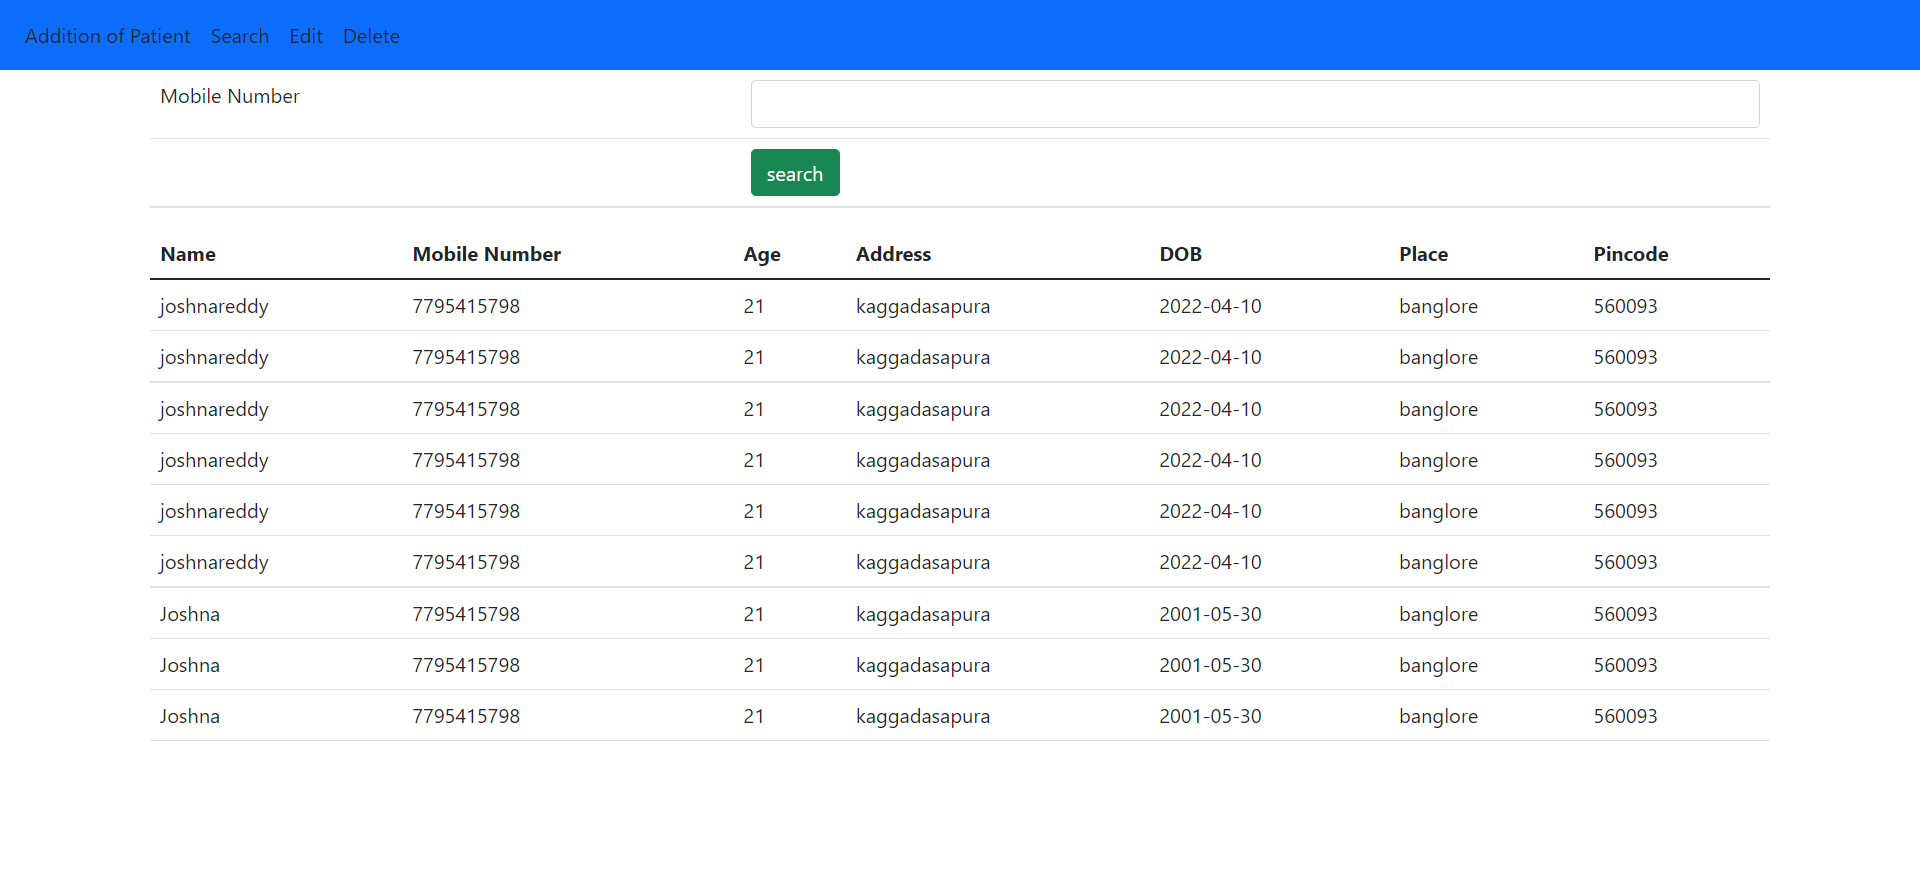 Addition of Patient Search Edit Delete
Mobile Number
search
Name Mobile Number Age Address DOB Place Pincode
joshnareddy 7795415798 21 kaggadasapura 2022-04-10 banglore 560093
joshnareddy 7795415798 21 kaggadasapura 2022-04-10 banglore 560093
joshnareddy 7795415798 21 kaggadasapura 2022-04-10 banglore 560093
joshnareddy 7795415798 21 kaggadasapura 2022-04-10 banglore 560093
joshnareddy 7795415798 21 kaggadasapura 2022-04-10 banglore 560093
joshnareddy 7795415798 21 kaggadasapura 2022-04-10 banglore 560093
Joshna 7795415798 21 kaggadasapura 2001-05-30 banglore 560093
Joshna 7795415798 21 kaggadasapura 2001-05-30 banglore 560093
Joshna 7795415798 21 kaggadasapura 2001-05-30 banglore 560093